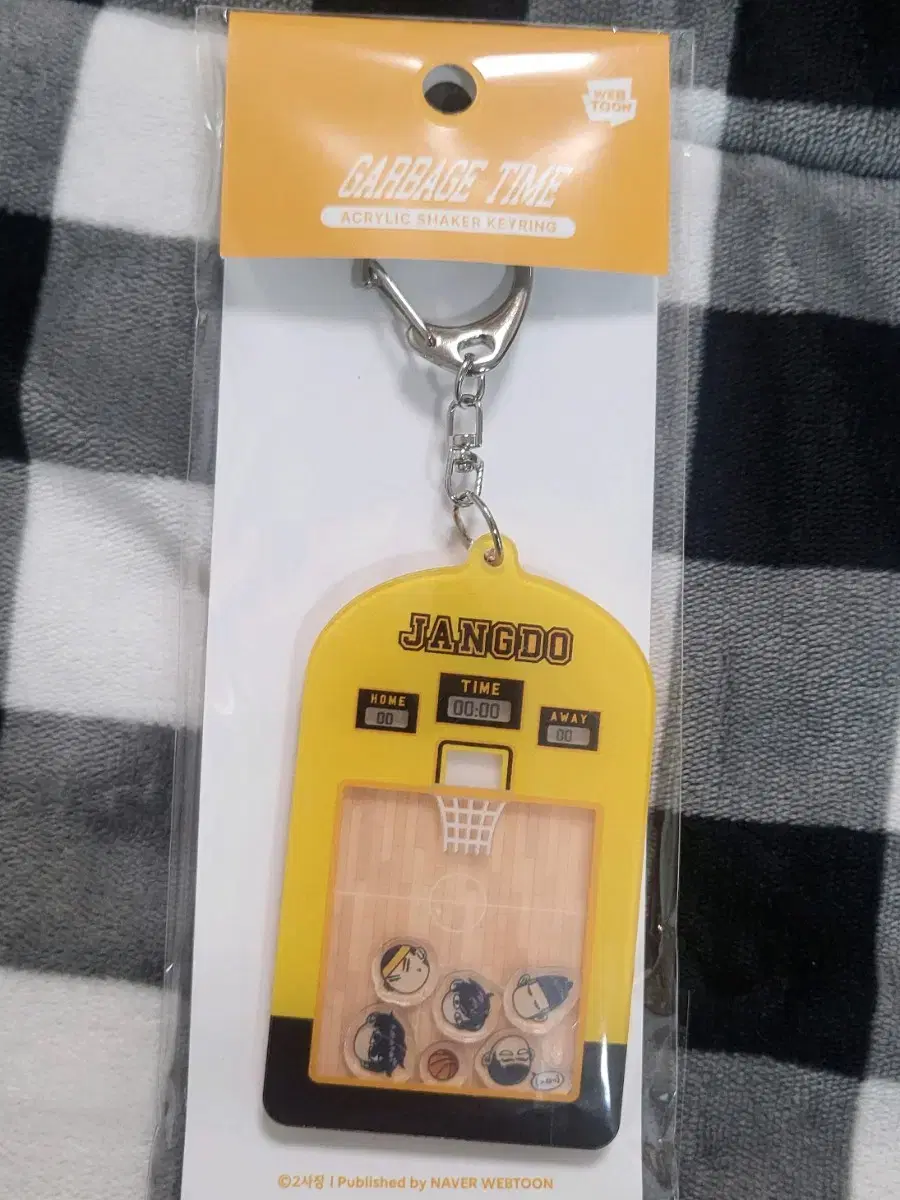 WEB
TOON
GARBAGE TIME
ACRYLIC SHAKER KEYRING
JANGDO
HOME
00
TIME
00:00
AWAY
00
©2사장 | Published by NAVER WEBTOON